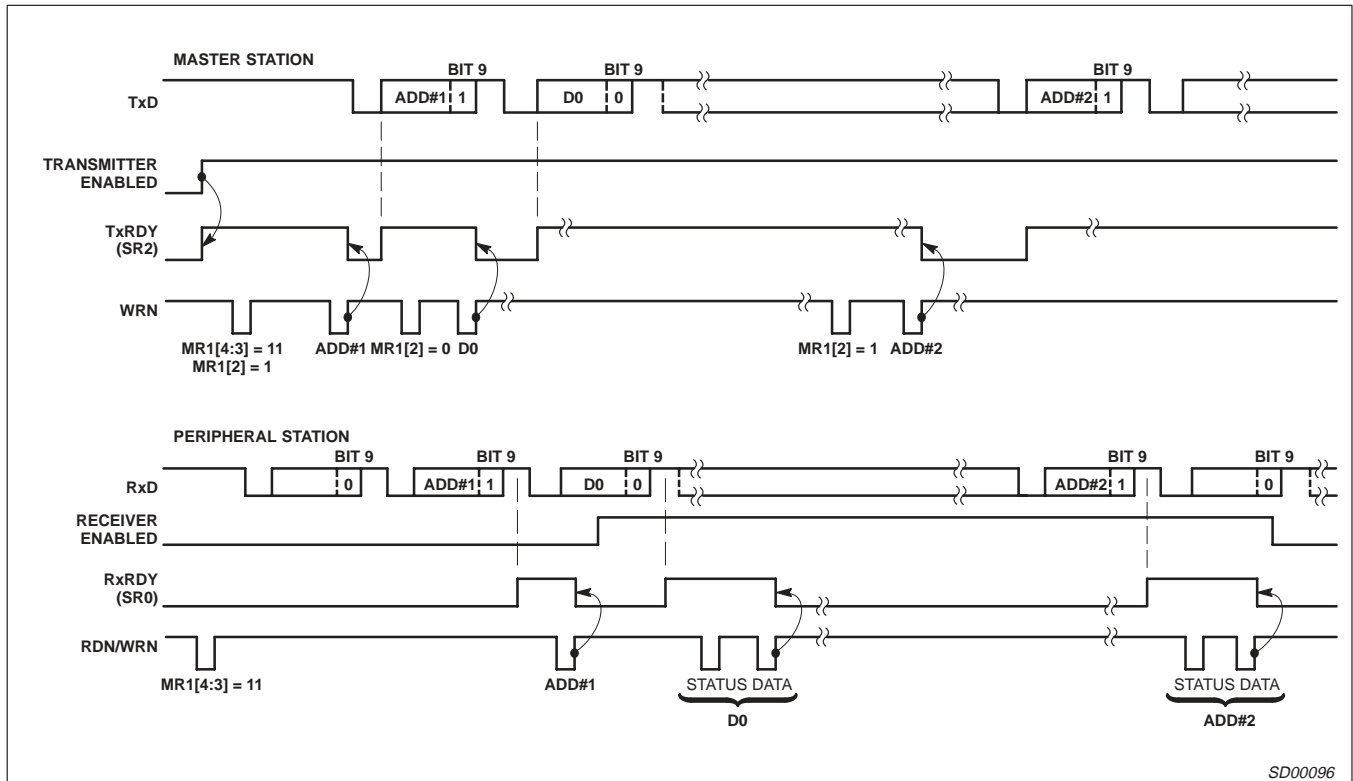 MASTER STATION
BIT 9 BIT 9 BIT 9
TxD ADD#1 1 D0 0 ADD#2 1
TRANSMITTER
ENABLED
TxRDY
(SR2)
WRN
MR1[4:3] = 11 ADD#1 MR1[2] = 0 D0 MR1[2] = 1 ADD#2
MR1[2] = 1
PERIPHERAL STATION
BIT 9 BIT 9 BIT 9 BIT 9 BIT 9
RxD 0 ADD#1 1 D0 0 ADD#2 1 0
RECEIVER
ENABLED
RxRDY
(SR0)
RDN/WRN
MR1[4:3] = 11 ADD#1 STATUS DATA STATUS DATA
D0 ADD#2
SD00096